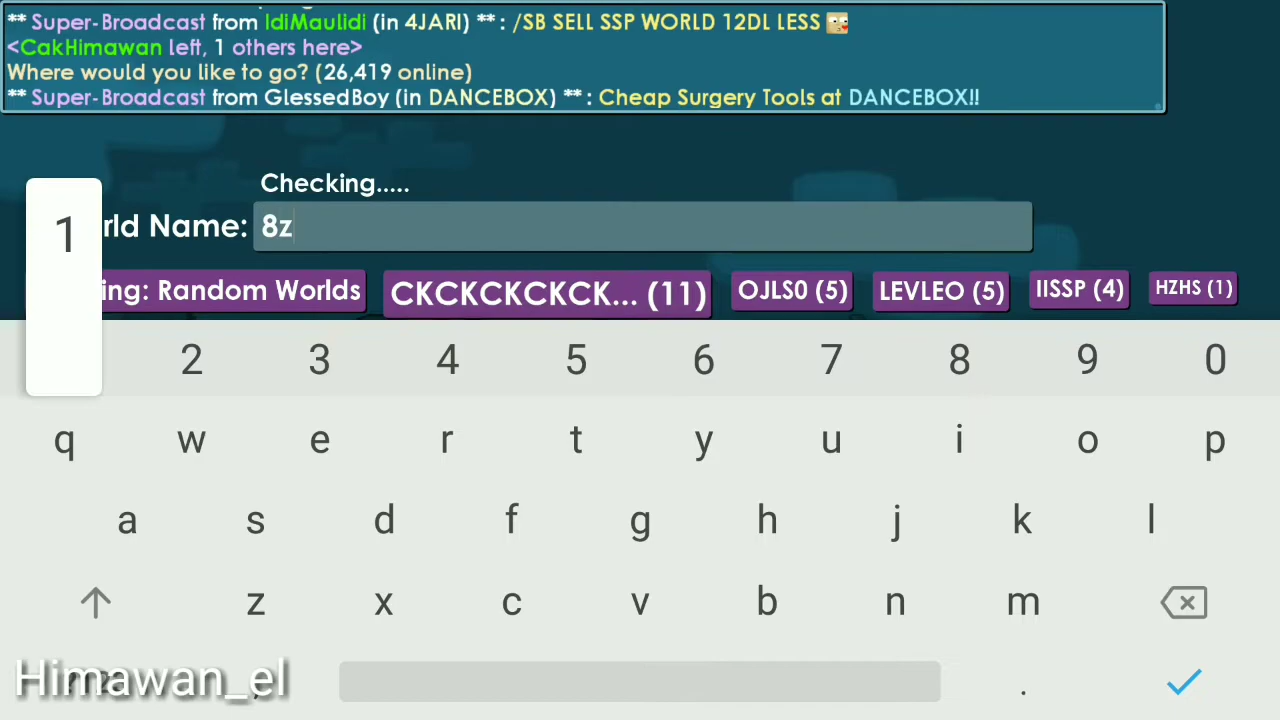 ** Super-Broadcast from IdiMaulidi (in 4JARI) ** : /SB SELL SSP WORLD 12DL LESS
<CakHimawan left, 1 others here>
Where would you like to go? (26,419 online)
** Super-Broadcast from GlessedBoy (in DANCEBOX) ** : Cheap Surgery Tools at DANCEBOX!!
Checking.....
rld Name: 8z
ing: Random Worlds CKCKCKCKCK... (11) OJLS0 (5) LEVLEO (5) IISSP (4) HZHS (1)
1 2 3 4 5 6 7 8 9 0
q w e r t y u i o p
a s d f g h j k l
z x c v b n m
Himawan_el .